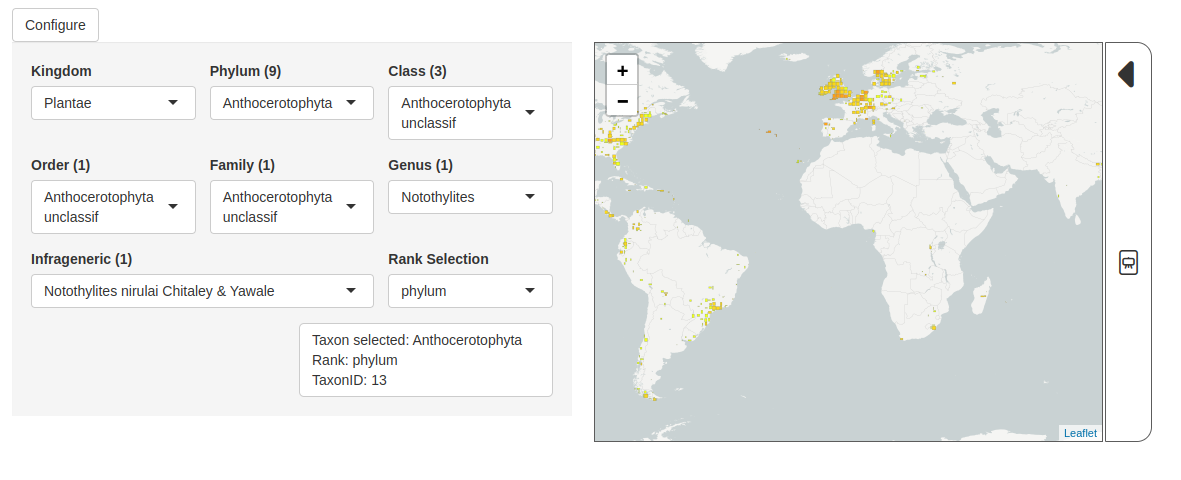 Configure
Kingdom
Phylum (9)
Class (3)
Plantae
Anthocerotophyta
Anthocerotophyta
unclassif
Order (1)
Family (1)
Genus (1)
Anthocerotophyta
unclassif
Anthocerotophyta
unclassif
Notothylites
Infrageneric (1)
Rank Selection
Notothylites nirulai Chitaley & Yawale
phylum
Taxon selected: Anthocerotophyta
Rank: phylum
TaxonID: 13
+
−
Leaflet